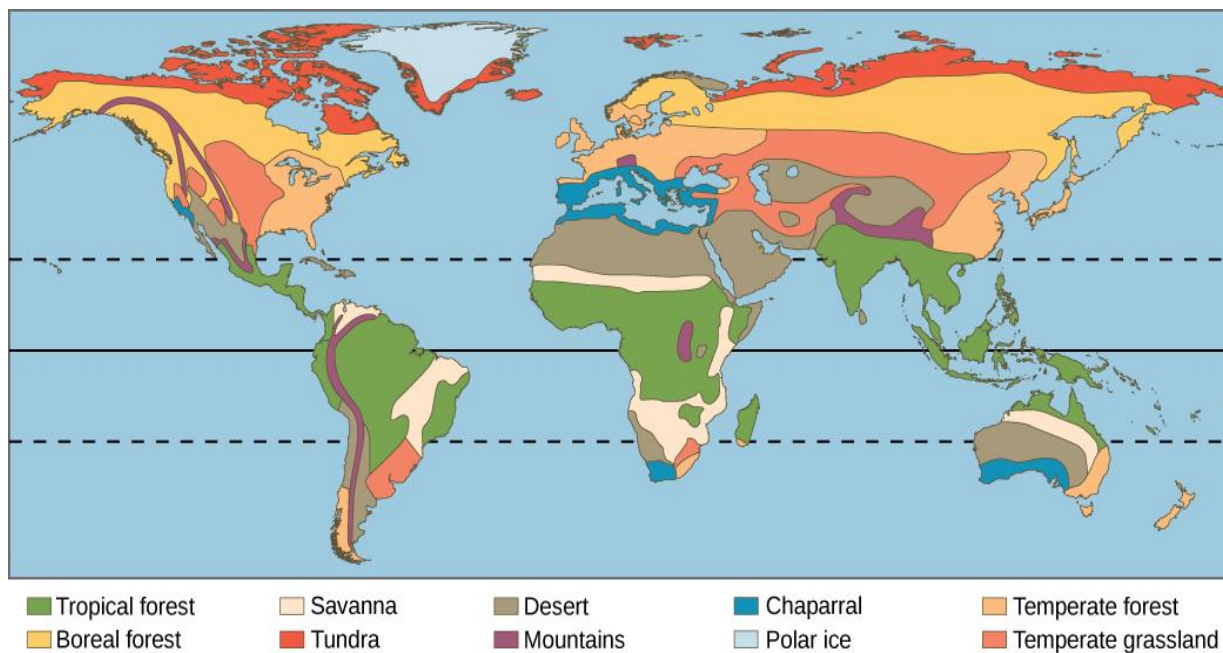 Tropical forest Savanna Desert Chaparral Temperate forest
Boreal forest Tundra Mountains Polar ice Temperate grassland